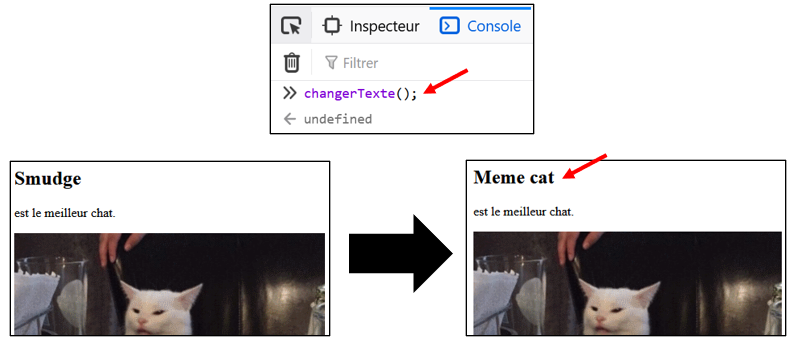 Inspecteur Console
Filtrer
>> changerTexte();
← undefined
Smudge
est le meilleur chat.
Meme cat
est le meilleur chat.